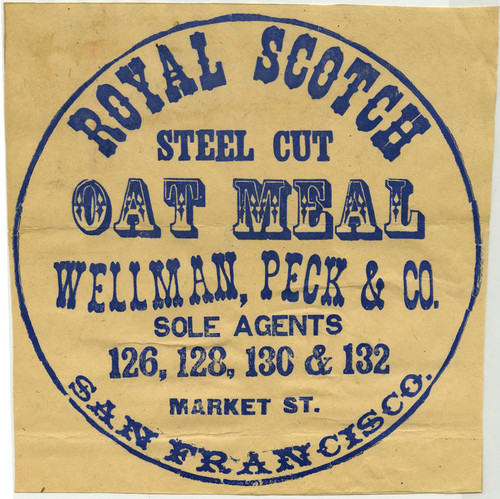 ROYAL SCOTCH
STEEL CUT
OAT MEAL
WELLMAN, PECK & CO.
SOLE AGENTS
126, 128, 130 & 132
MARKET ST.
SAN FRANCISCO.